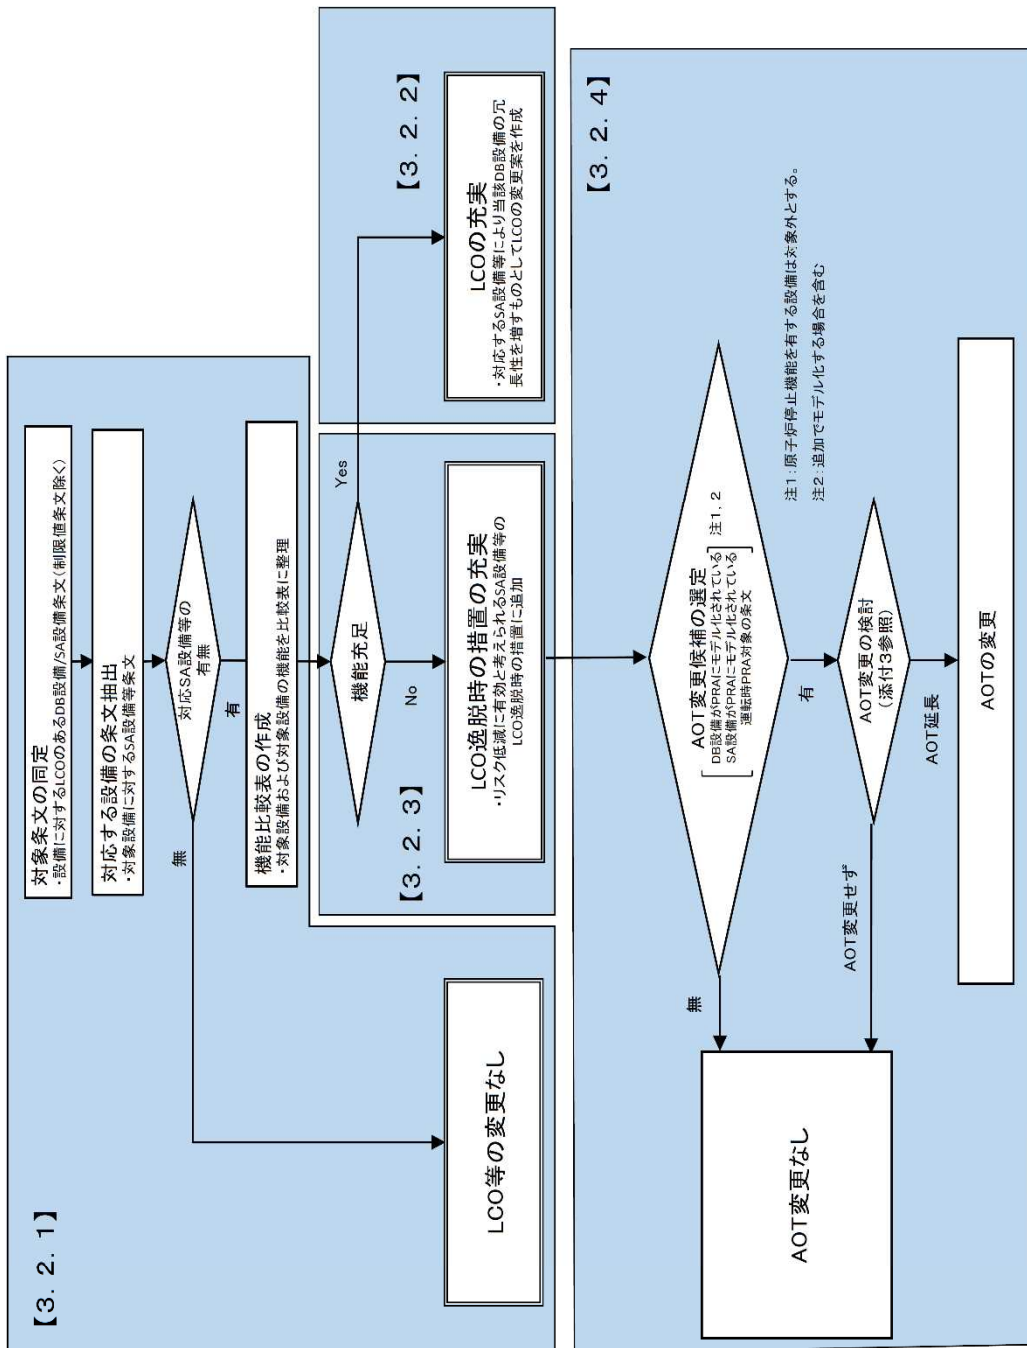 【3．2．1】
対象条文の同定
・設備に対するLCOのあるDB設備/SA設備条文(制限値条文除く)
対応する設備の条文抽出
・対象設備に対するSA設備等条文
対応SA設備等の
有無
無
有
機能比較表の作成
・対象設備および対象設備の機能を比較表に整理
LCO等の変更なし
機能充足
Yes
No
【3．2．2】
LCOの充実
・対応するSA設備等により当該DB設備の冗
長性を増すものとしてLCOの変更案を作成
【3．2．3】
LCO逸脱時の措置の充実
・リスク低減に有効と考えられるSA設備等の
LCO逸脱時の措置に追加
【3．2．4】
AOT変更候補の選定
DB設備がPRAにモデル化されている
SA設備がPRAにモデル化されている
運転時PRA対象の条文
注1，2
無
有
注1：原子炉停止機能を有する設備は対象外とする。
注2：追加でモデル化する場合を含む
AOT変更の検討
(添付3参照)
AOT変更せず
AOT延長
AOT変更なし
AOTの変更